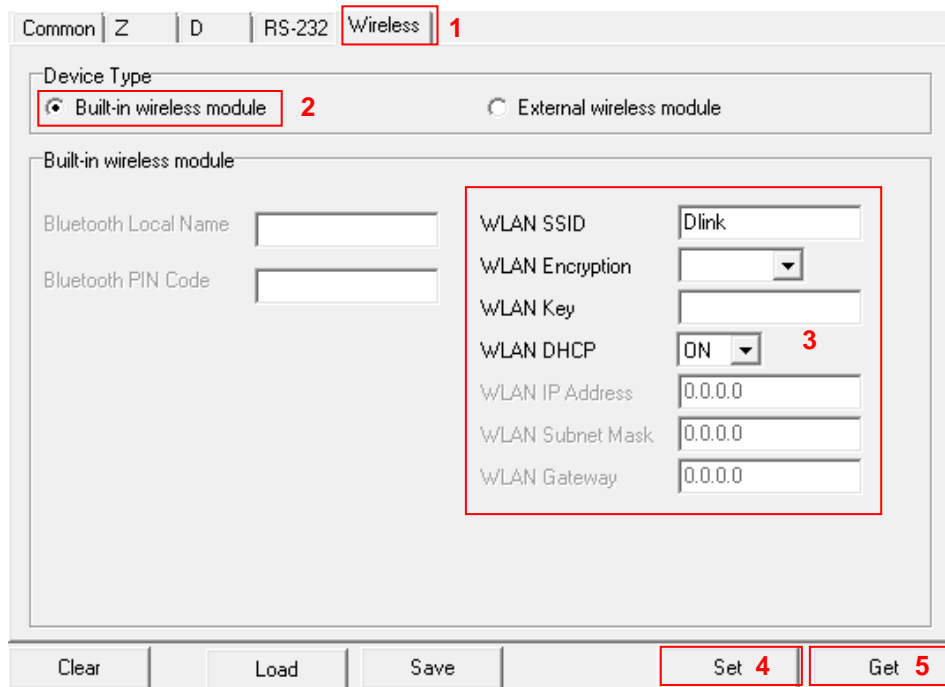 Common Z D RS-232 Wireless 1
Device Type
Built-in wireless module 2 External wireless module
Built-in wireless module
Bluetooth Local Name
Bluetooth PIN Code
WLAN SSID Dlink
WLAN Encryption
WLAN Key
WLAN DHCP ON 3
WLAN IP Address 0.0.0.0
WLAN Subnet Mask 0.0.0.0
WLAN Gateway 0.0.0.0
Clear Load Save Set 4 Get 5